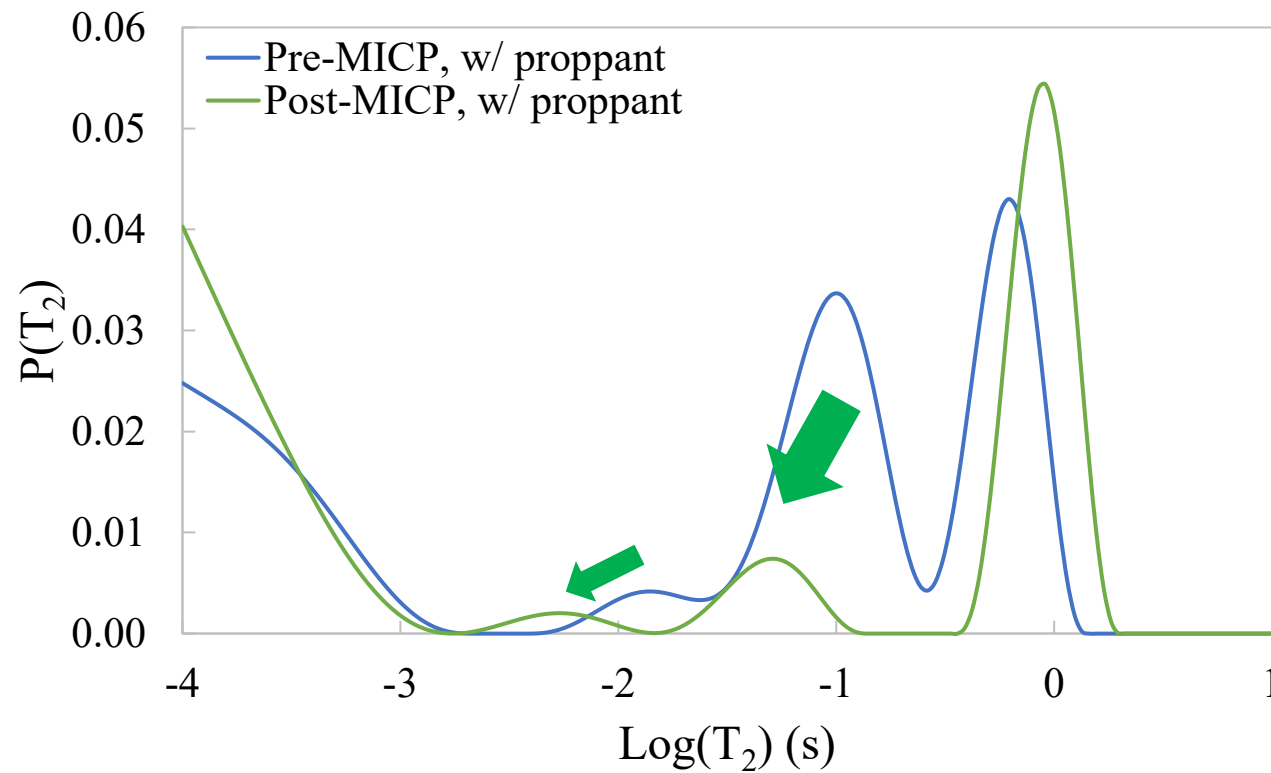 0.06
Pre-MICP, w/ proppant
Post-MICP, w/ proppant
0.05
0.04
P(T₂)
0.03
0.02
0.01
0.00
-4 -3 -2 -1 0 1
Log(T₂) (s)